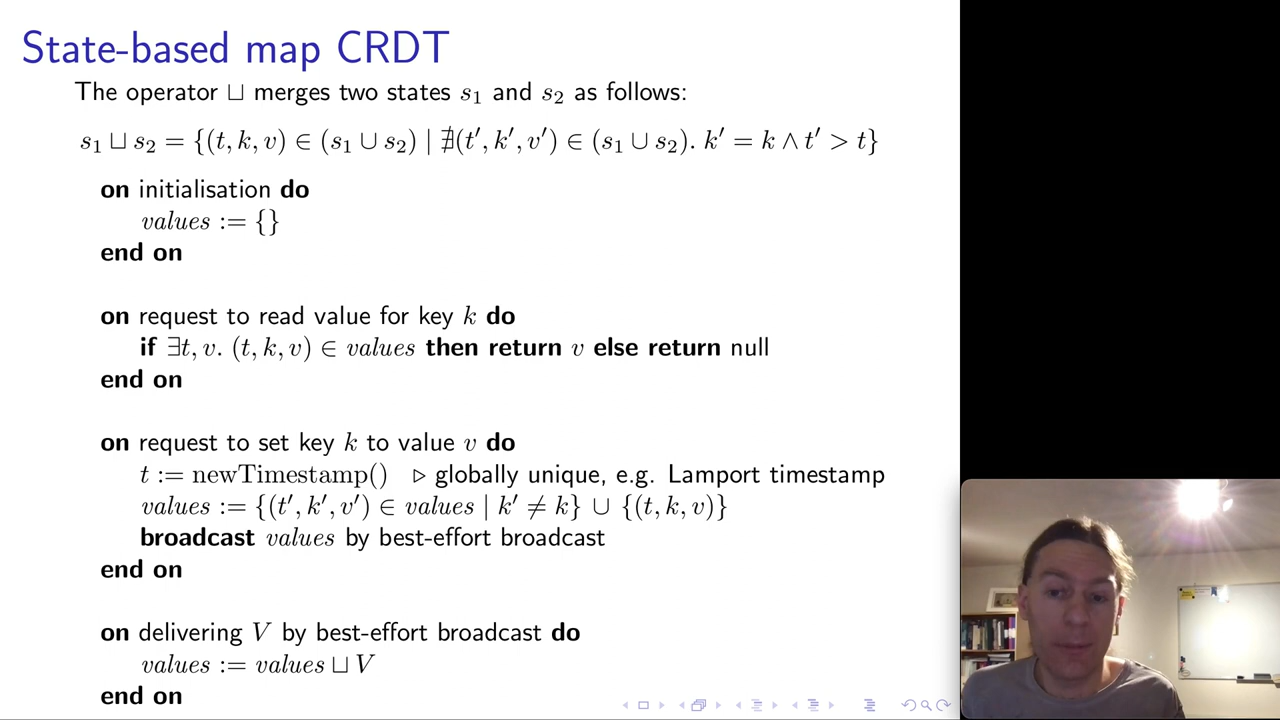 State-based map CRDT
The operator ⊔ merges two states s₁ and s₂ as follows:
s₁ ⊔ s₂ = {(t, k, v) ∈ (s₁ ∪ s₂) | ∄(t′, k′, v′) ∈ (s₁ ∪ s₂). k′ = k ∧ t′ > t}
on initialisation do
values := {}
end on
on request to read value for key k do
if ∃t, v. (t, k, v) ∈ values then return v else return null
end on
on request to set key k to value v do
t := newTimestamp() ▷ globally unique, e.g. Lamport timestamp
values := {(t′, k′, v′) ∈ values | k′ ≠ k} ∪ {(t, k, v)}
broadcast values by best-effort broadcast
end on
on delivering V by best-effort broadcast do
values := values ⊔ V
end on